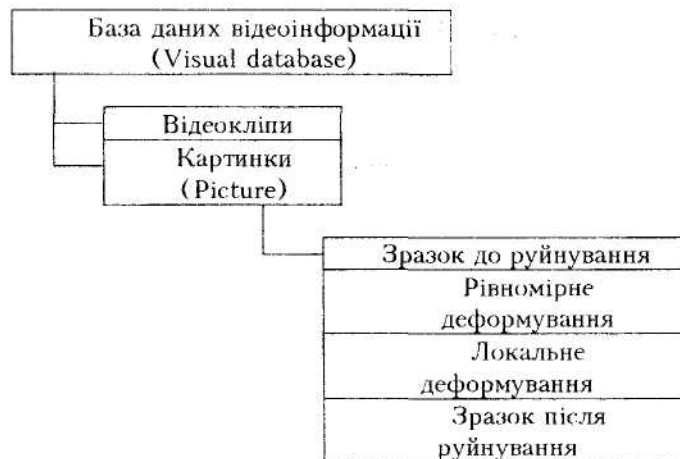 База даних відеоінформації
(Visual database)
Відеокліпи
Картинки
(Picture)
Зразок до руйнування
Рівномірне
деформування
Локальне
деформування
Зразок після
руйнування